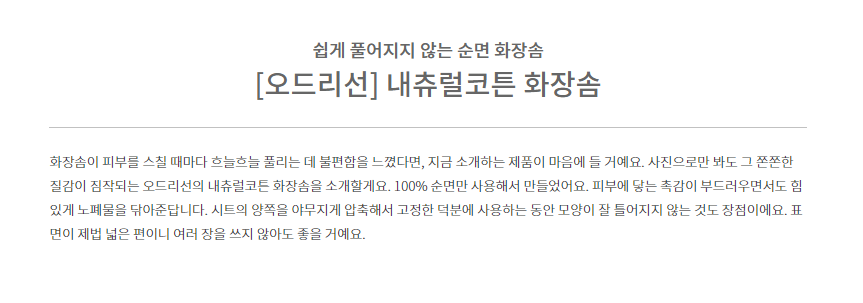 쉽게 풀어지지 않는 순면 화장솜
[오드리선] 내츄럴코튼 화장솜
화장솜이 피부를 스칠 때마다 흐늘흐늘 풀리는 데 불편함을 느꼈다면, 지금 소개하는 제품이 마음에 들 거예요. 사진으로만 봐도 그 쫀쫀한
질감이 짐작되는 오드리선의 내츄럴코튼 화장솜을 소개할게요. 100% 순면만 사용해서 만들었어요. 피부에 닿는 촉감이 부드러우면서도 힘
있게 노폐물을 닦아준답니다. 시트의 양쪽을 야무지게 압축해서 고정한 덕분에 사용하는 동안 모양이 잘 틀어지지 않는 것도 장점이에요. 표
면이 제법 넓은 편이니 여러 장을 쓰지 않아도 좋을 거예요.